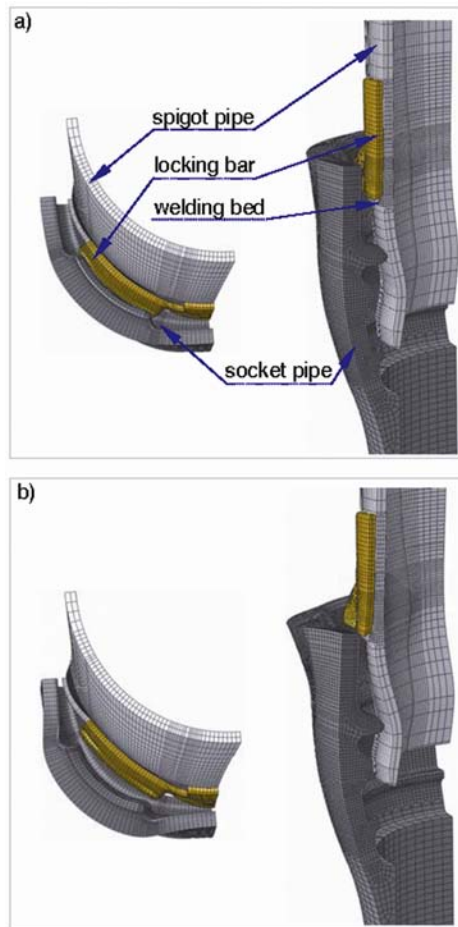 a)
spigot pipe
locking bar
welding bed
socket pipe
b)